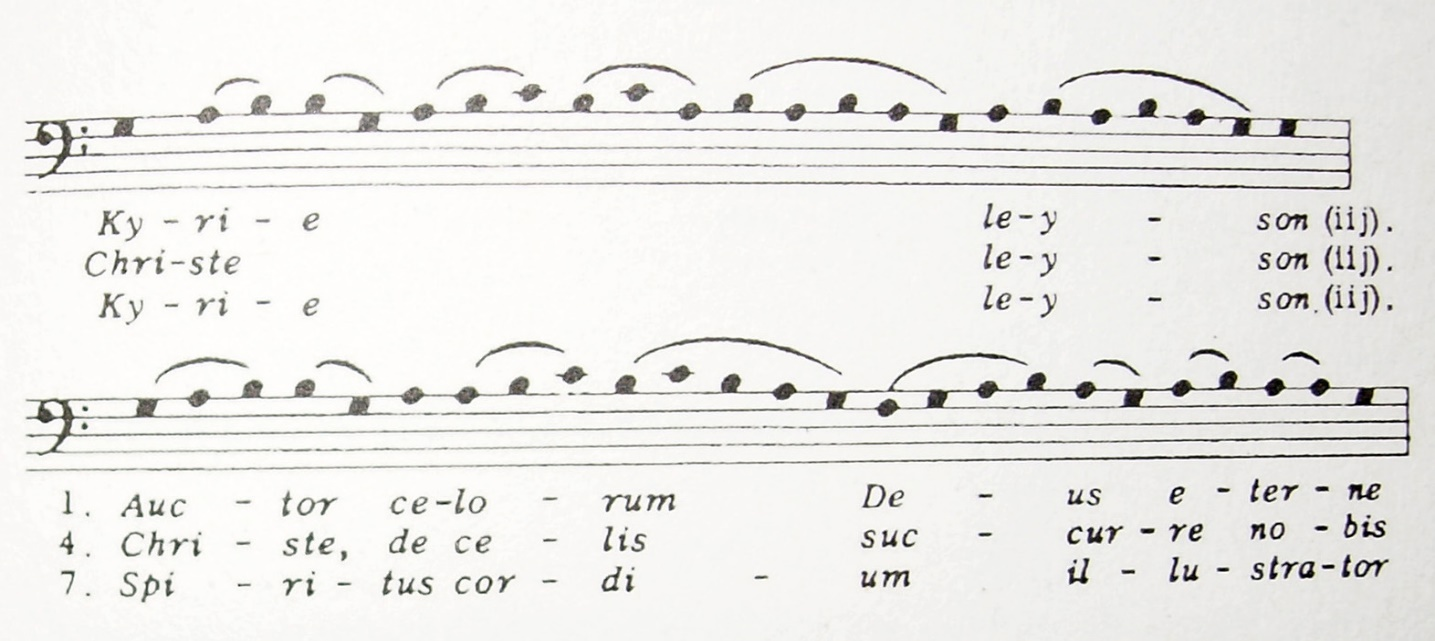 Ky - ri - e le-y - son (iij).
Chri-ste le-y - son (iij).
Ky - ri - e le-y - son. (iij).
1. Auc - tor ce-lo - rum De - us e - ter - ne
4. Chri - ste, de ce - lis suc - cur - re no - bis
7. Spi - ri - tus cor - di - um il - lu - stra-tor